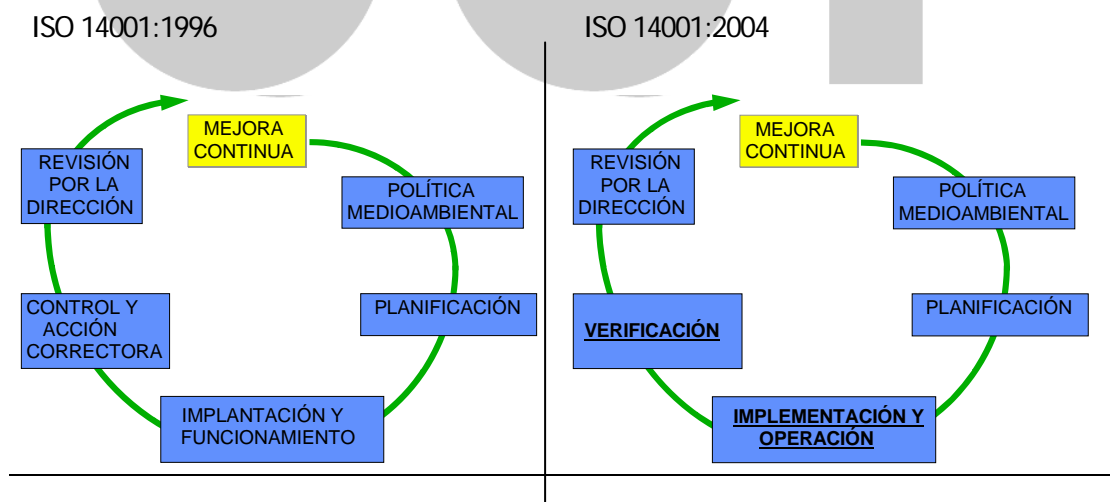 ISO 14001:1996
MEJORA
CONTINUA
POLÍTICA
MEDIOAMBIENTAL
PLANIFICACIÓN
IMPLANTACIÓN Y
FUNCIONAMIENTO
CONTROL Y
ACCIÓN
CORRECTORA
REVISIÓN
POR LA
DIRECCIÓN
ISO 14001:2004
MEJORA
CONTINUA
POLÍTICA
MEDIOAMBIENTAL
PLANIFICACIÓN
IMPLEMENTACIÓN Y
OPERACIÓN
VERIFICACIÓN
REVISIÓN
POR LA
DIRECCIÓN